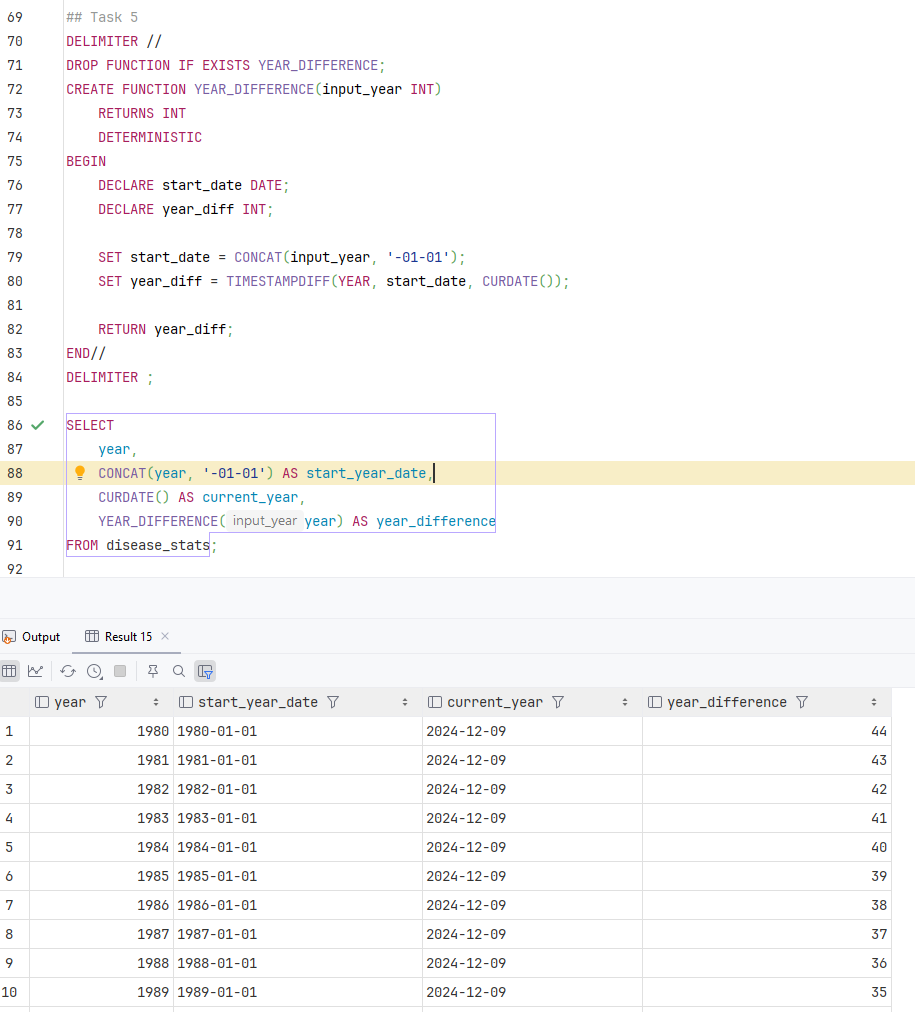 69 ## Task 5
70 DELIMITER //
71 DROP FUNCTION IF EXISTS YEAR_DIFFERENCE;
72 CREATE FUNCTION YEAR_DIFFERENCE(input_year INT)
73     RETURNS INT
74     DETERMINISTIC
75 BEGIN
76     DECLARE start_date DATE;
77     DECLARE year_diff INT;
78
79     SET start_date = CONCAT(input_year, '-01-01');
80     SET year_diff = TIMESTAMPDIFF(YEAR, start_date, CURDATE());
81
82     RETURN year_diff;
83 END//
84 DELIMITER ;
85
86 SELECT
87     year,
88     CONCAT(year, '-01-01') AS start_year_date,
89     CURDATE() AS current_year,
90     YEAR_DIFFERENCE( input_year year) AS year_difference
91 FROM disease_stats;
92
Output Result 15
year start_year_date current_year year_difference
1 1980 1980-01-01 2024-12-09 44
2 1981 1981-01-01 2024-12-09 43
3 1982 1982-01-01 2024-12-09 42
4 1983 1983-01-01 2024-12-09 41
5 1984 1984-01-01 2024-12-09 40
6 1985 1985-01-01 2024-12-09 39
7 1986 1986-01-01 2024-12-09 38
8 1987 1987-01-01 2024-12-09 37
9 1988 1988-01-01 2024-12-09 36
10 1989 1989-01-01 2024-12-09 35